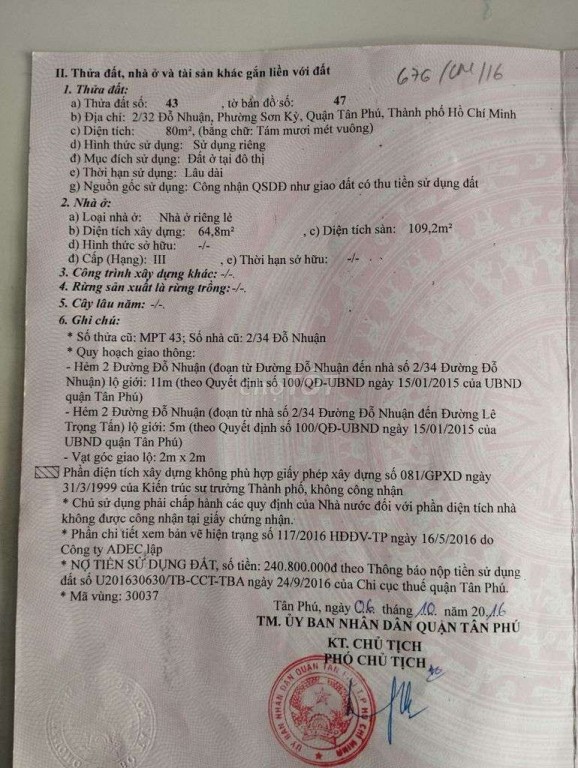 676/CN/16
II. Thửa đất, nhà ở và tài sản khác gắn liền với đất
1. Thửa đất:
a) Thửa đất số: 43 , tờ bản đồ số: 47
b) Địa chỉ: 2/32 Đỗ Nhuận, Phường Sơn Kỳ, Quận Tân Phú, Thành phố Hồ Chí Minh
c) Diện tích: 80m², (bằng chữ: Tám mươi mét vuông)
d) Hình thức sử dụng: Sử dụng riêng
đ) Mục đích sử dụng: Đất ở tại đô thị
e) Thời hạn sử dụng: Lâu dài
g) Nguồn gốc sử dụng: Công nhận QSDĐ như giao đất có thu tiền sử dụng đất
2. Nhà ở:
a) Loại nhà ở: Nhà ở riêng lẻ
b) Diện tích xây dựng: 64,8m² , c) Diện tích sàn: 109,2m²
d) Hình thức sở hữu: -/-
đ) Cấp (Hạng): III , e) Thời hạn sở hữu: -/-
3. Công trình xây dựng khác: -/-.
4. Rừng sản xuất là rừng trồng:-/-.
5. Cây lâu năm: -/-.
6. Ghi chú:
* Số thửa cũ: MPT 43; Số nhà cũ: 2/34 Đỗ Nhuận
* Quy hoạch giao thông:
- Hẻm 2 Đường Đỗ Nhuận (đoạn từ Đường Đỗ Nhuận đến nhà số 2/34 Đường Đỗ
Nhuận) lộ giới: 11m (theo Quyết định số 100/QĐ-UBND ngày 15/01/2015 của UBND
quận Tân Phú)
- Hẻm 2 Đường Đỗ Nhuận (đoạn từ nhà số 2/34 Đường Đỗ Nhuận đến Đường Lê
Trọng Tấn) lộ giới: 5m (theo Quyết định số 100/QĐ-UBND ngày 15/01/2015 của
UBND quận Tân Phú)
- Vạt góc giao lộ: 2m x 2m
Phần diện tích xây dựng không phù hợp giấy phép xây dựng số 081/GPXD ngày
31/3/1999 của Kiến trúc sư trưởng Thành phố, không công nhận
* Chủ sử dụng phải chấp hành các quy định của Nhà nước đối với phần diện tích nhà
không được công nhận tại giấy chứng nhận.
* Phần chi tiết xem bản vẽ hiện trạng số 117/2016 HĐĐV-TP ngày 16/5/2016 do
Công ty ADEC lập
* NỢ TIỀN SỬ DỤNG ĐẤT, số tiền: 240.800.000đ theo Thông báo nộp tiền sử dụng
đất số U201630630/TB-CCT-TBA ngày 24/9/2016 của Chi cục thuế quận Tân Phú.
* Mã vùng: 30037
Tân Phú, ngày 06 tháng 10 năm 2016
TM. ỦY BAN NHÂN DÂN QUẬN TÂN PHÚ
KT. CHỦ TỊCH
PHÓ CHỦ TỊCH
ỦY BAN NHÂN DÂN QUẬN TÂN PHÚ T.P HỒ CHÍ MINH